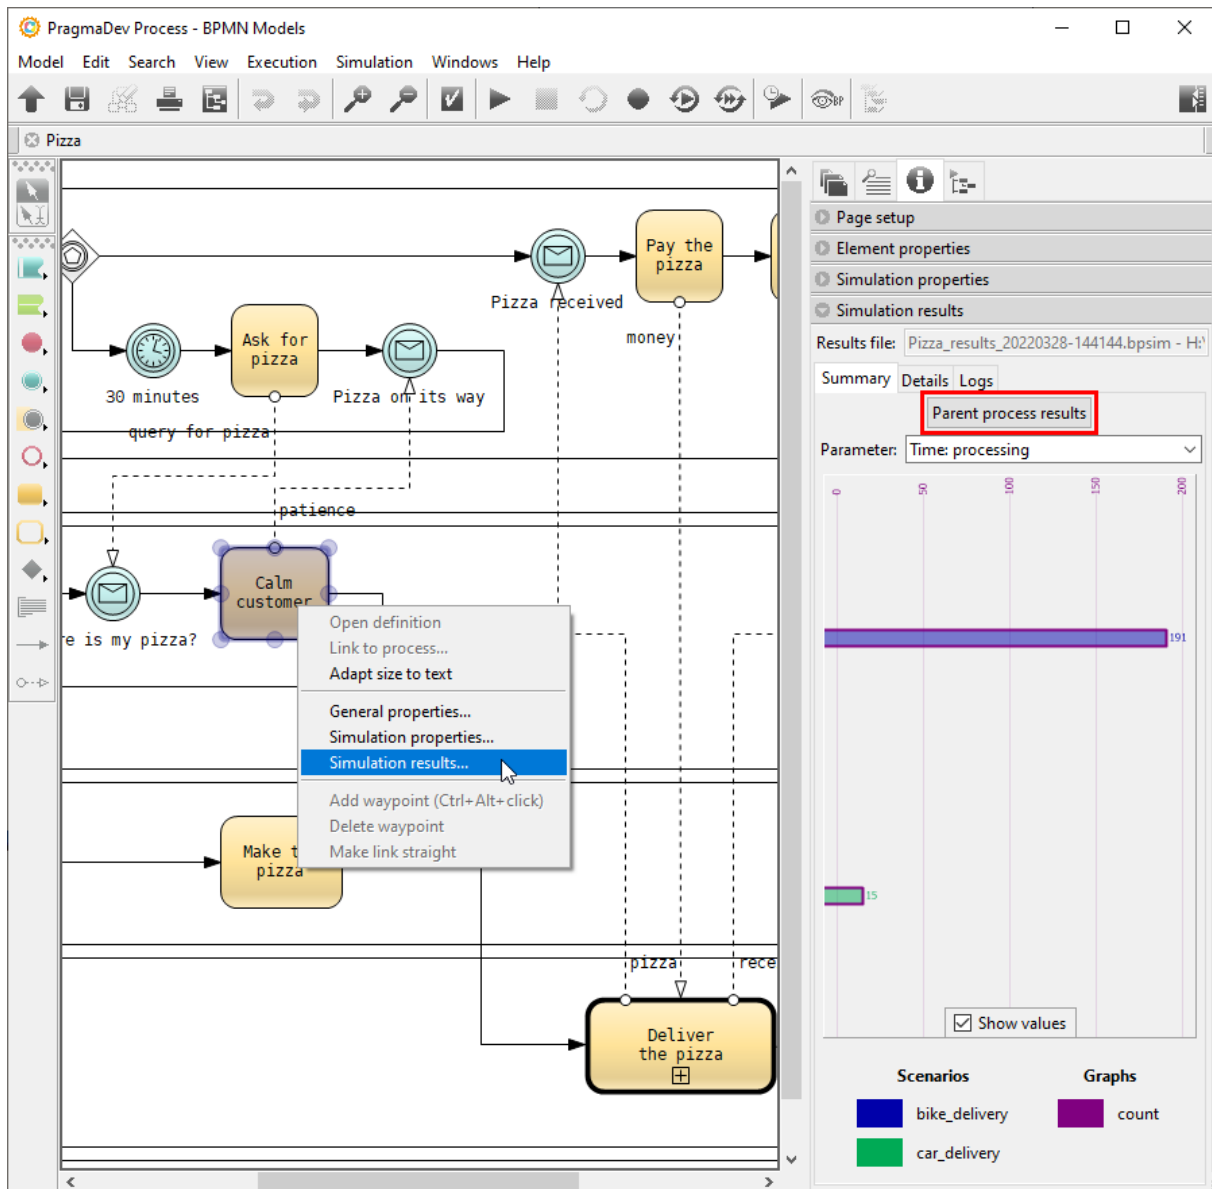 PragmaDev Process - BPMN Models
Model Edit Search View Execution Simulation Windows Help
BP
Pizza
Page setup
Element properties
Simulation properties
Simulation results
Results file: Pizza_results_20220328-144144.bpsim - H:\
Summary Details Logs
Parent process results
Parameter: Time: processing
0 50 100 150 200
191
15
Show values
Scenarios Graphs
bike_delivery count
car_delivery
Pay the
pizza
Pizza received
money
Ask for
pizza
30 minutes
Pizza on its way
query for pizza
patience
Calm
customer
re is my pizza?
Open definition
Link to process...
Adapt size to text
General properties...
Simulation properties...
Simulation results...
Add waypoint (Ctrl+Alt+click)
Delete waypoint
Make link straight
Make t
pizza
pizza
rece
Deliver
the pizza